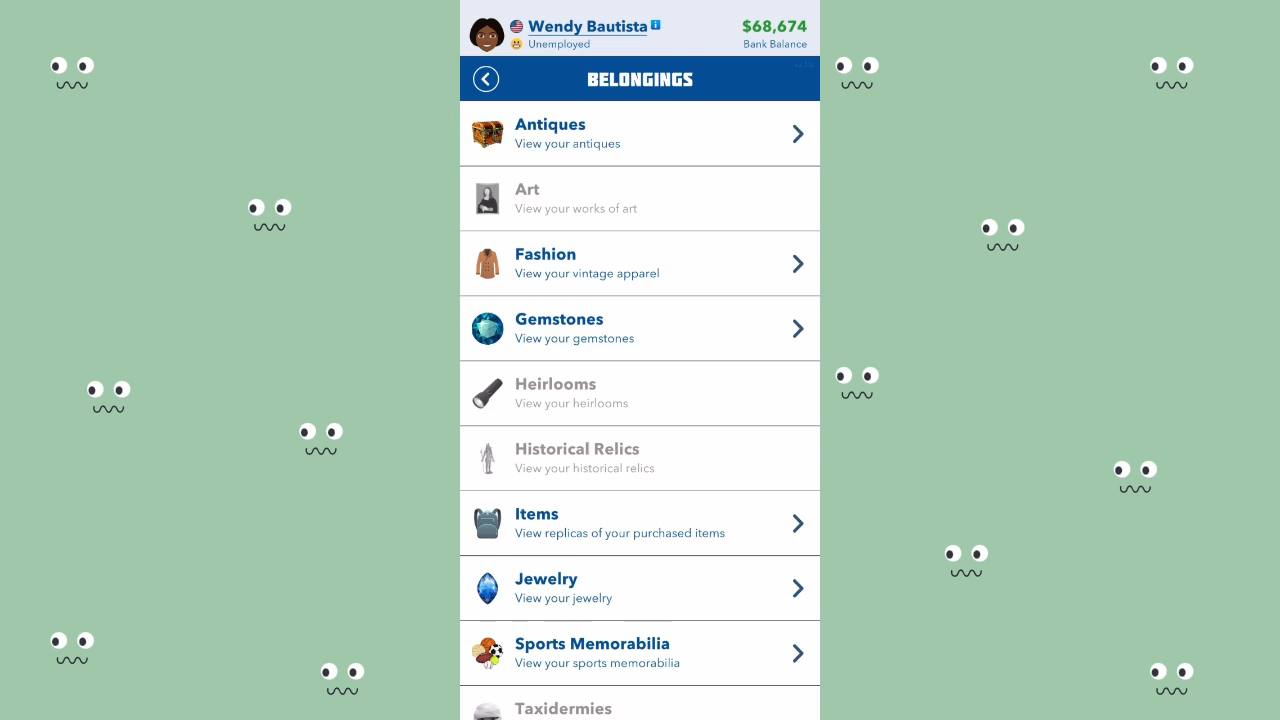 Wendy Bautista
$68,674
Unemployed
Bank Balance
BELONGINGS
Antiques
View your antiques
Art
View your works of art
Fashion
View your vintage apparel
Gemstones
View your gemstones
Heirlooms
View your heirlooms
Historical Relics
View your historical relics
Items
View replicas of your purchased items
Jewelry
View your jewelry
Sports Memorabilia
View your sports memorabilia
Taxidermies